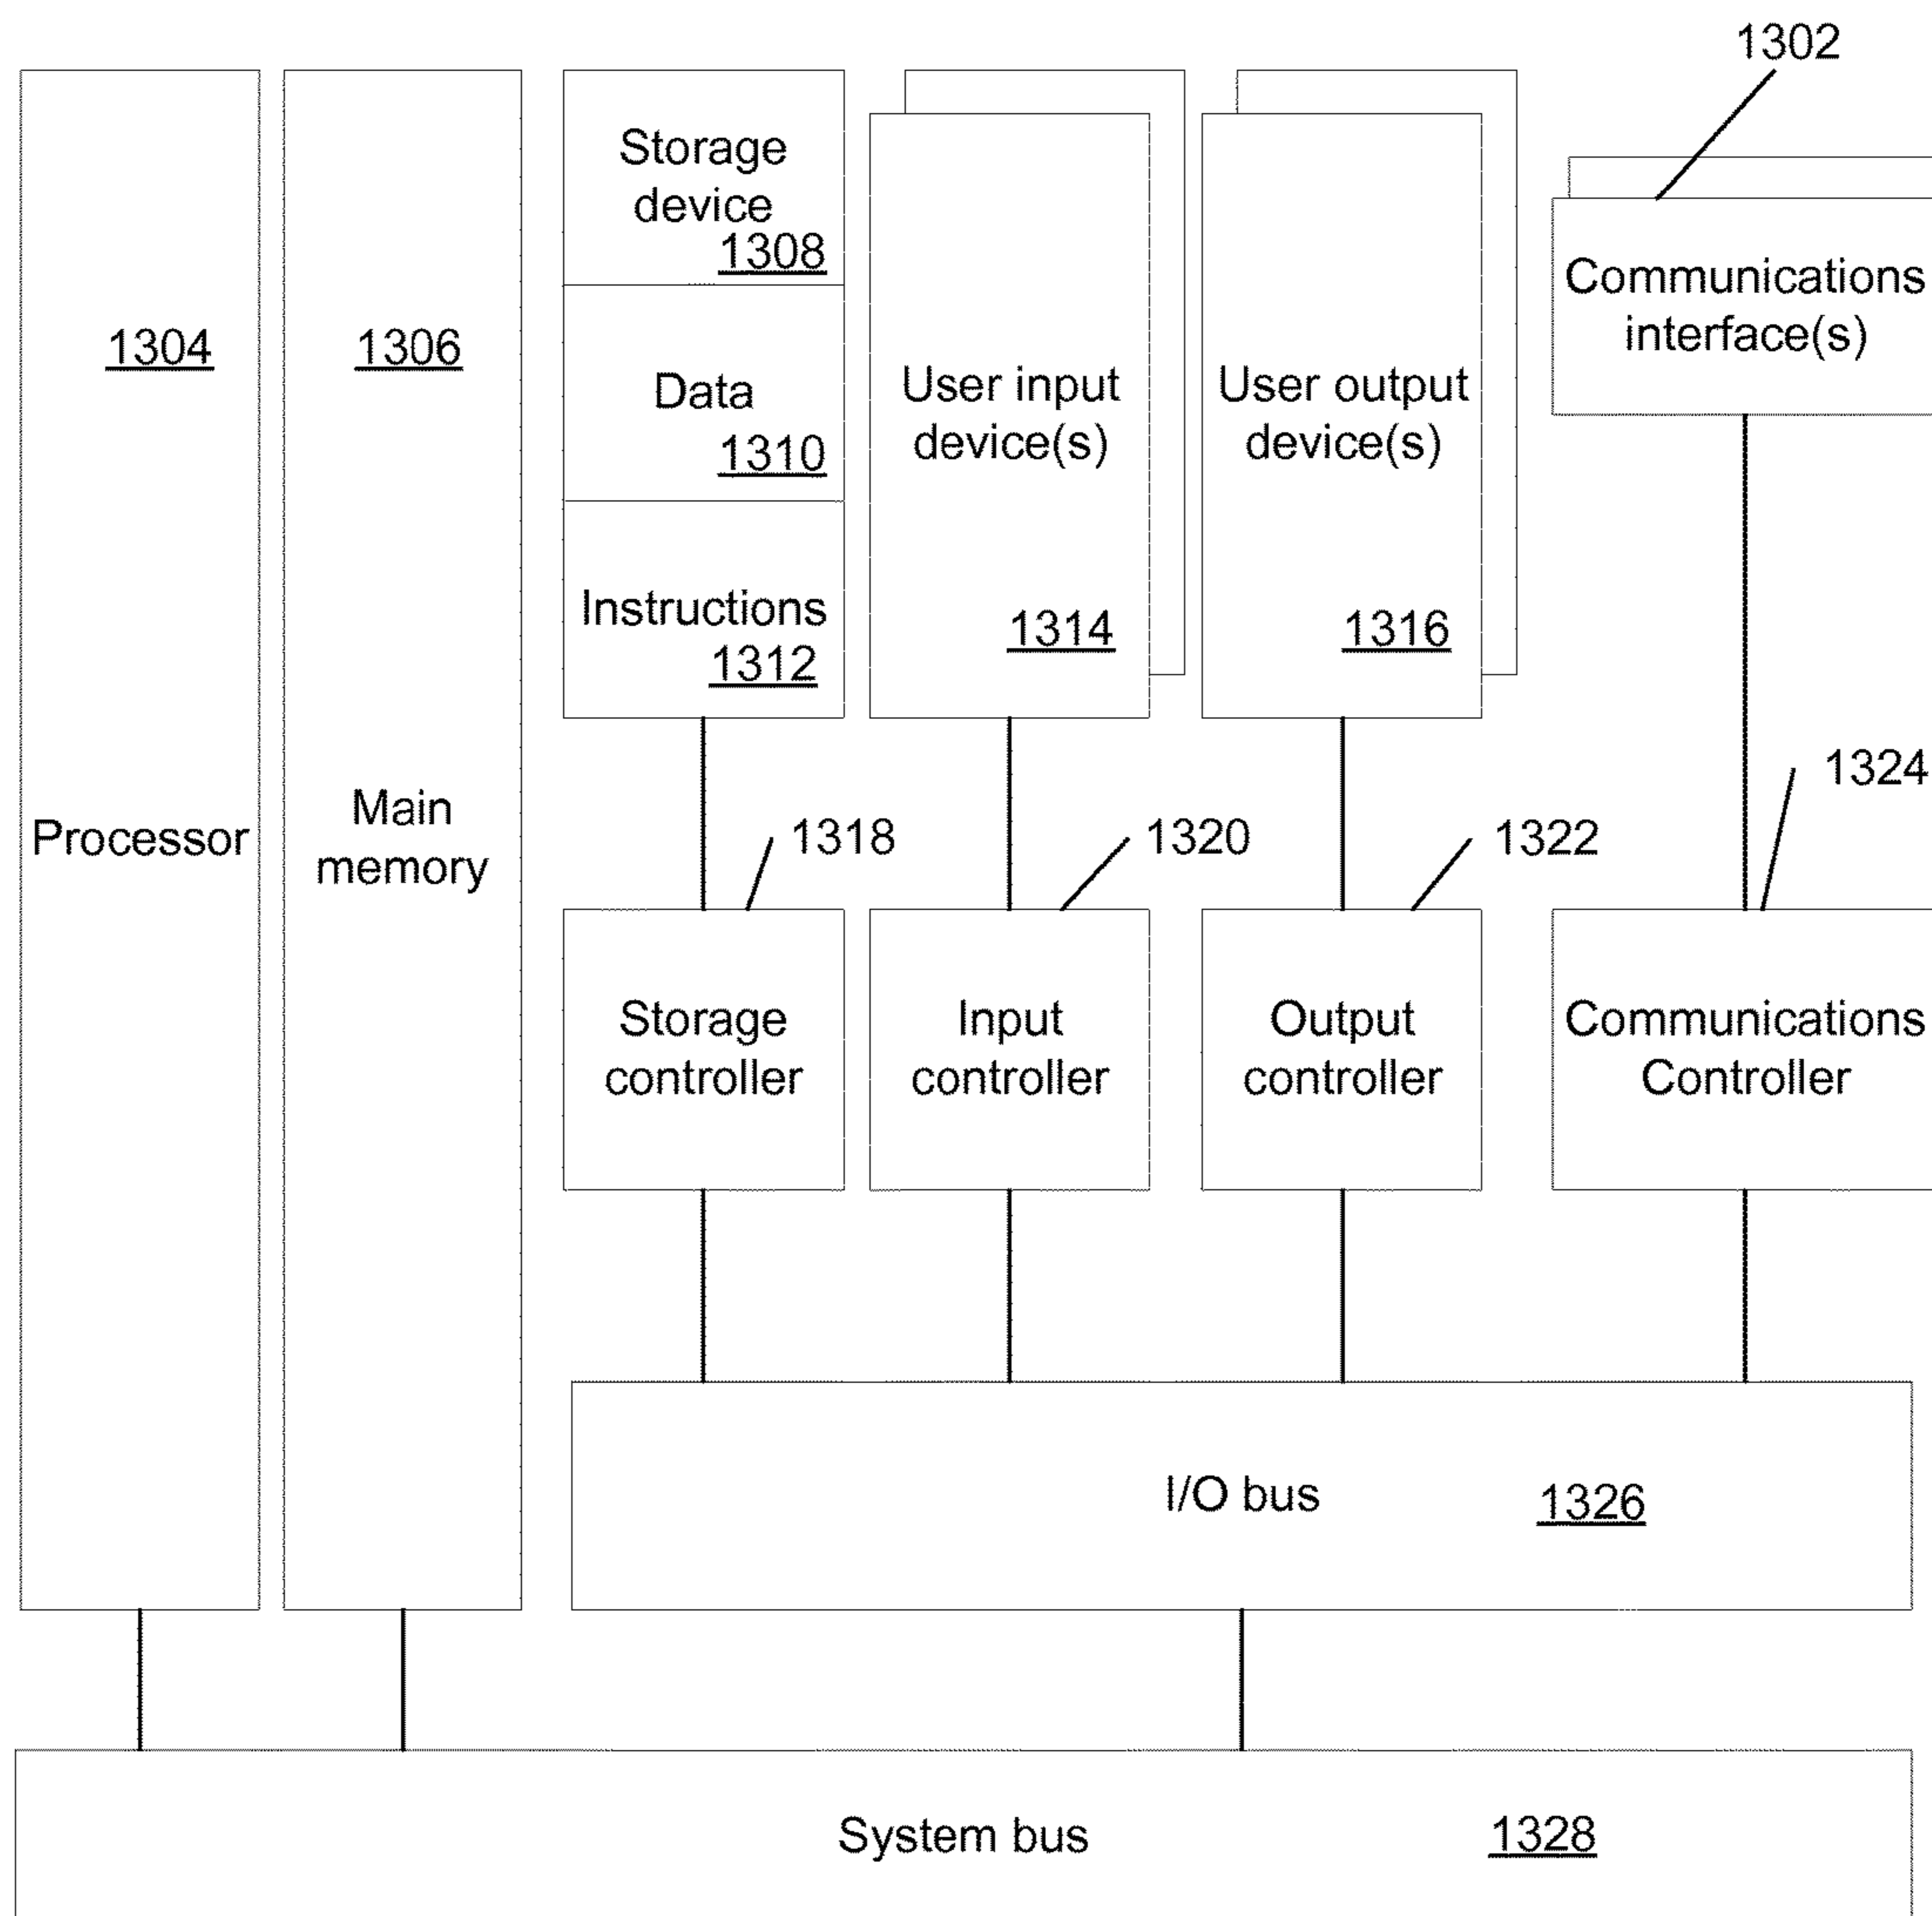 1302
Storage
device
1308
Communications
interface(s)
1304
1306
Data
1310
User input
device(s)
User output
device(s)
Instructions
1312
1314
1316
1324
Processor
Main
memory
1318
1320
1322
Storage
controller
Input
controller
Output
controller
Communications
Controller
I/O bus
1326
System bus
1328